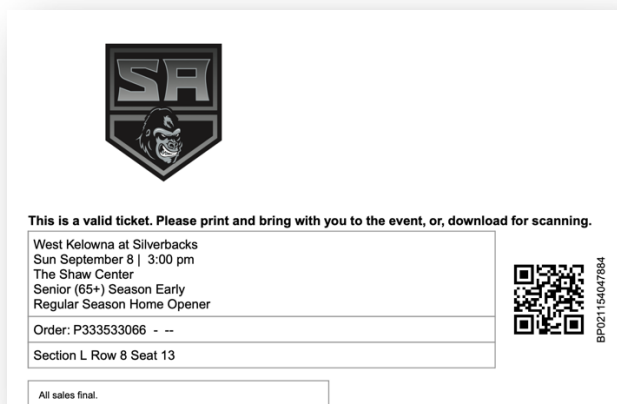 SA
This is a valid ticket. Please print and bring with you to the event, or, download for scanning.
West Kelowna at Silverbacks
Sun September 8 | 3:00 pm
The Shaw Center
Senior (65+) Season Early
Regular Season Home Opener
Order: P333533066 - --
Section L Row 8 Seat 13
BP021154047884
All sales final.